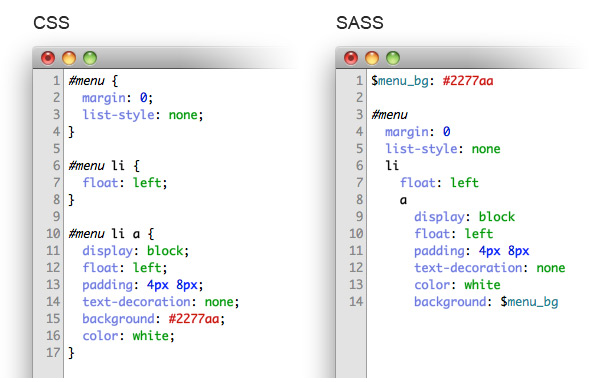 CSS
1 #menu {
2   margin: 0;
3   list-style: none;
4 }
5
6 #menu li {
7   float: left;
8 }
9
10 #menu li a {
11   display: block;
12   float: left;
13   padding: 4px 8px;
14   text-decoration: none;
15   background: #2277aa;
16   color: white;
17 }
SASS
1 $menu_bg: #2277aa
2
3 #menu
4   margin: 0
5   list-style: none
6   li
7     float: left
8     a
9       display: block
10       float: left
11       padding: 4px 8px
12       text-decoration: none
13       color: white
14       background: $menu_bg